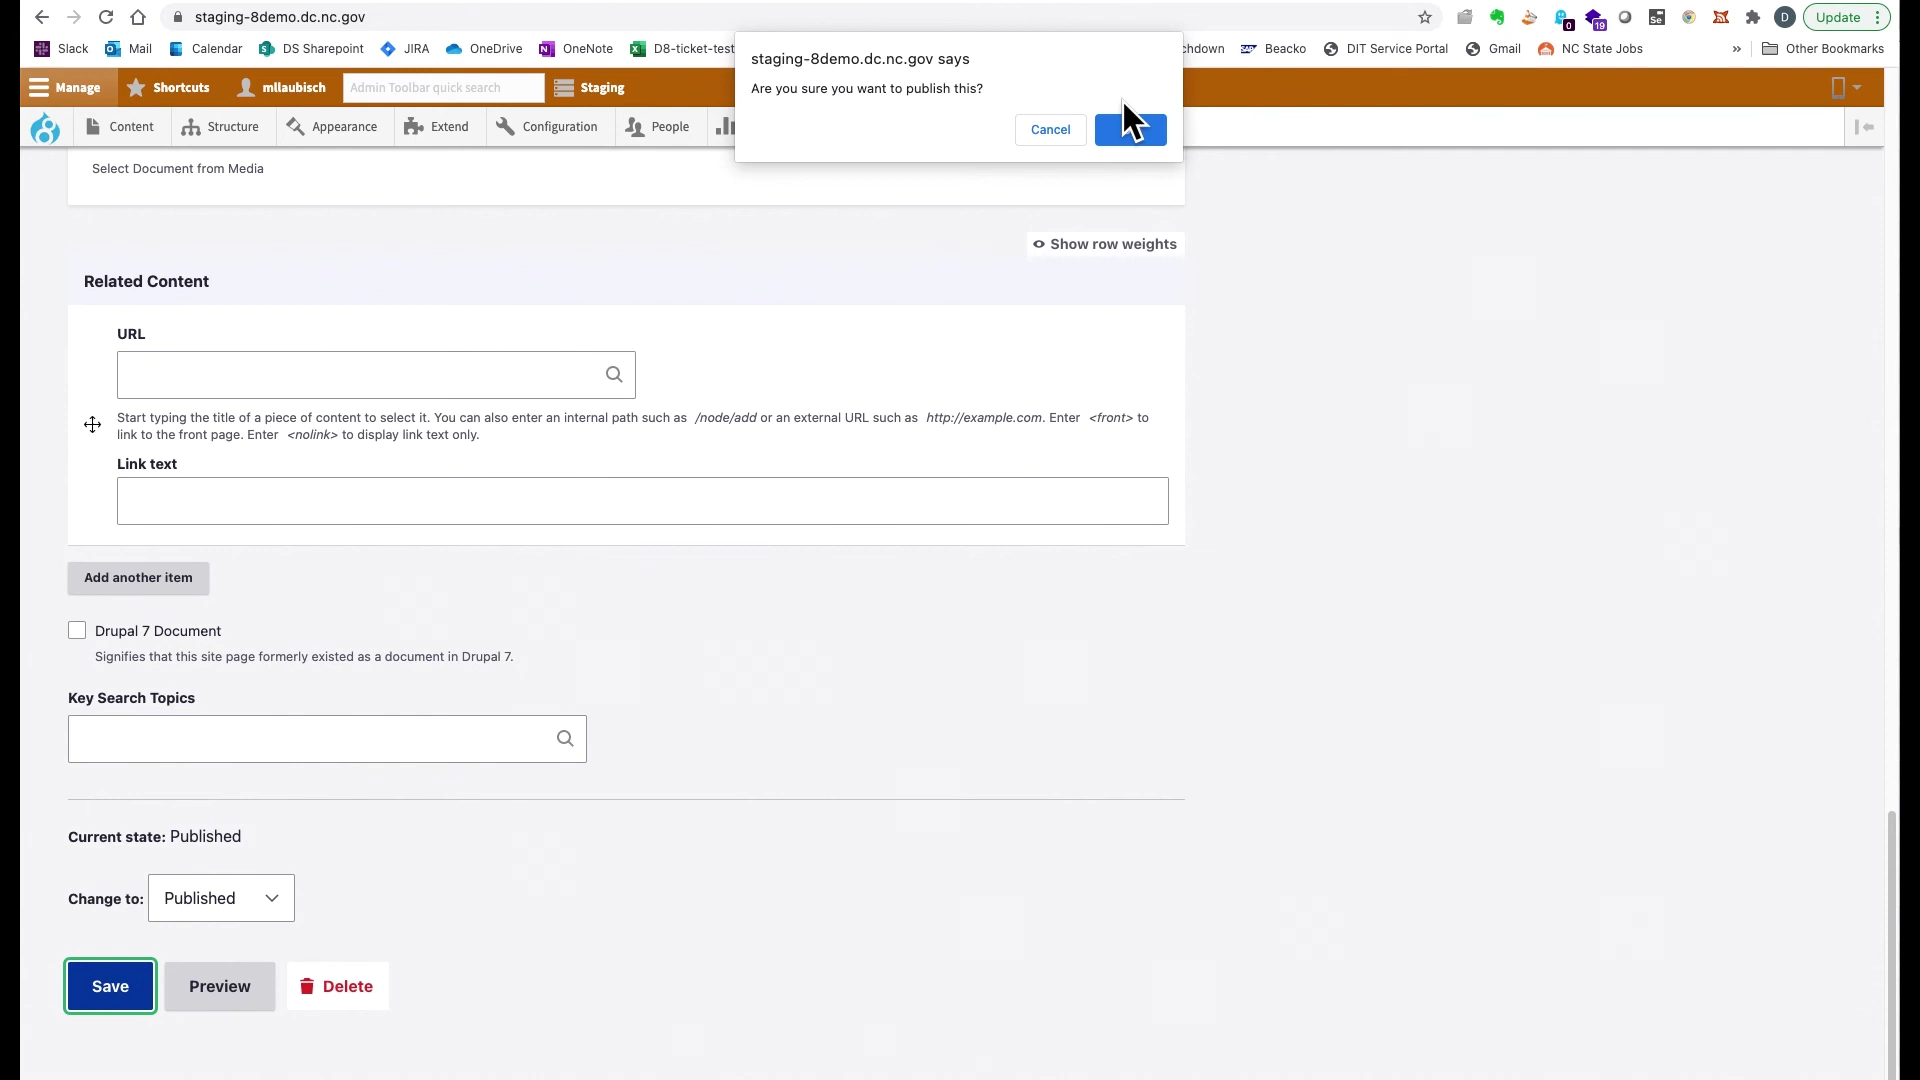 staging-8demo.dc.nc.gov
Update
Slack
Mail
Calendar
DS Sharepoint
JIRA
OneDrive
OneNote
D8-ticket-test
chdown
Beacko
DIT Service Portal
Gmail
NC State Jobs
»
Other Bookmarks
staging-8demo.dc.nc.gov says
Are you sure you want to publish this?
Cancel
Manage
Shortcuts
mllaubisch
Admin Toolbar quick search
Staging
Content
Structure
Appearance
Extend
Configuration
People
Select Document from Media
Show row weights
Related Content
URL
Start typing the title of a piece of content to select it. You can also enter an internal path such as /node/add or an external URL such as http://example.com. Enter <front> to
link to the front page. Enter <nolink> to display link text only.
Link text
Add another item
Drupal 7 Document
Signifies that this site page formerly existed as a document in Drupal 7.
Key Search Topics
Current state: Published
Change to: Published
Save
Preview
Delete